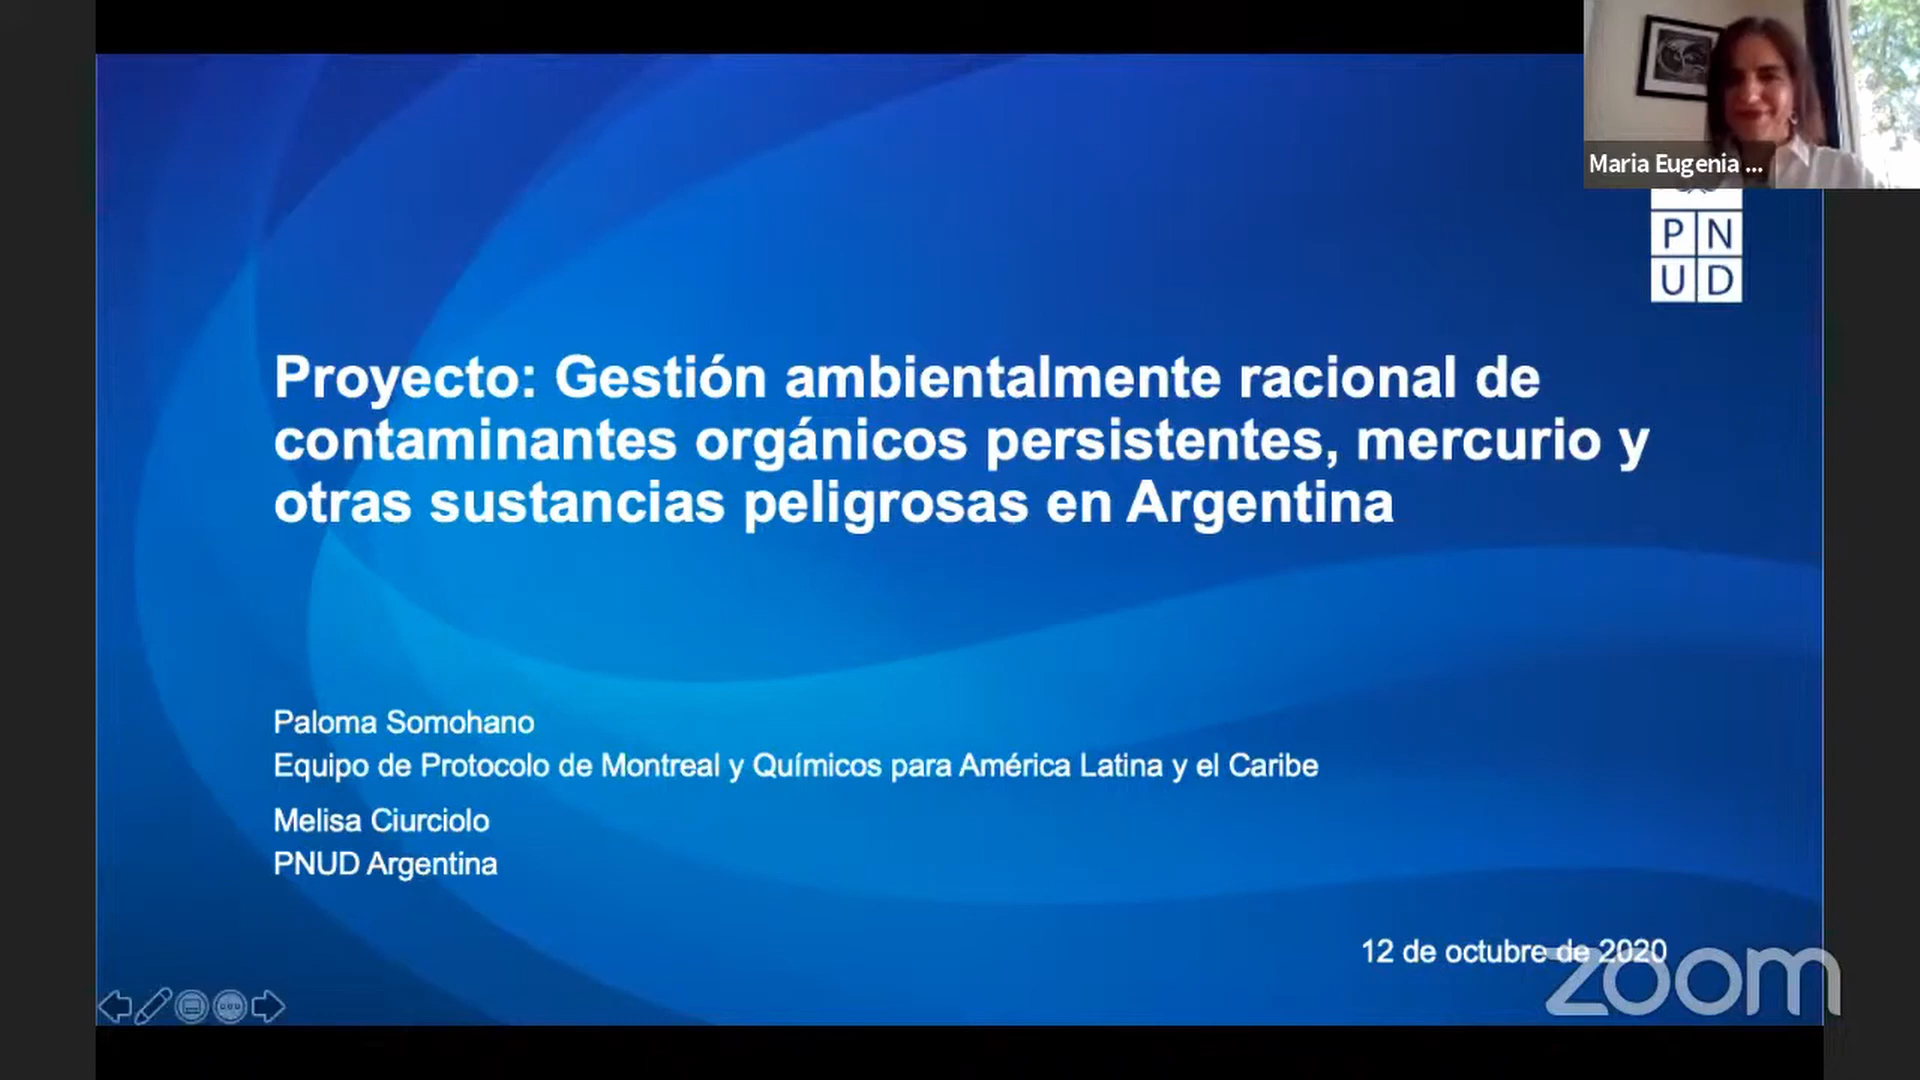 Maria Eugenia ...
P N
U D
Proyecto: Gestión ambientalmente racional de
contaminantes orgánicos persistentes, mercurio y
otras sustancias peligrosas en Argentina
Paloma Somohano
Equipo de Protocolo de Montreal y Químicos para América Latina y el Caribe
Melisa Ciurciolo
PNUD Argentina
12 de octubre de 2020
zoom